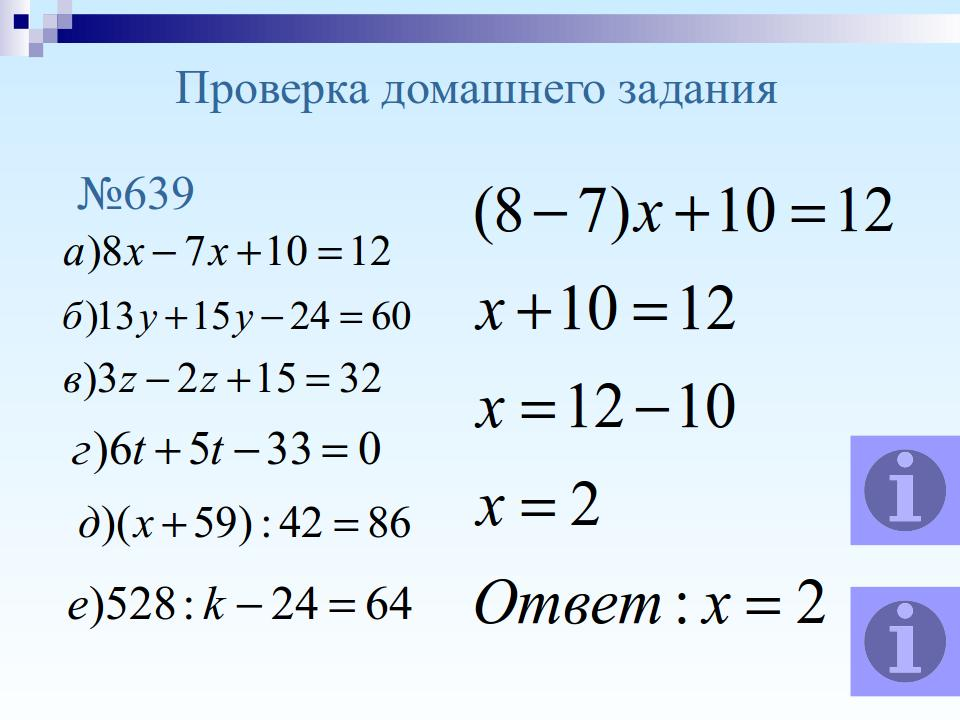 Проверка домашнего задания
№639
а)8x − 7x + 10 = 12
б)13y + 15y − 24 = 60
в)3z − 2z + 15 = 32
г)6t + 5t − 33 = 0
д)(x + 59) : 42 = 86
е)528 : k − 24 = 64
(8 − 7)x + 10 = 12
x + 10 = 12
x = 12 − 10
x = 2
Ответ : x = 2